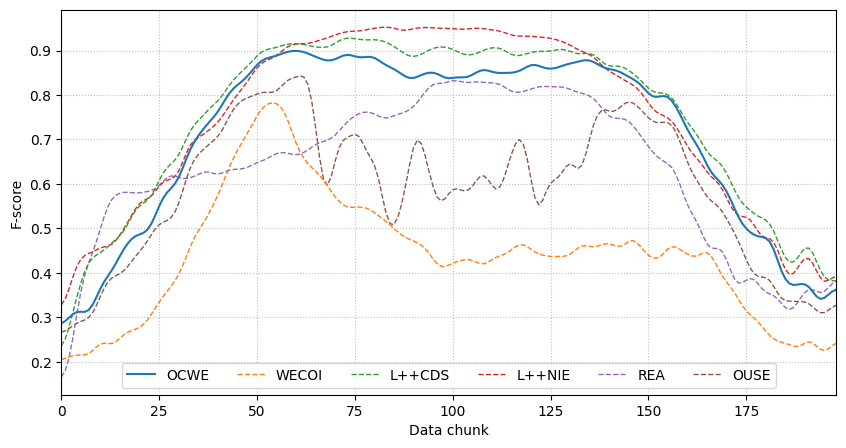 F-score
0.9
0.8
0.7
0.6
0.5
0.4
0.3
0.2
OCWE WECOI L++CDS L++NIE REA OUSE
0 25 50 75 100 125 150 175
Data chunk